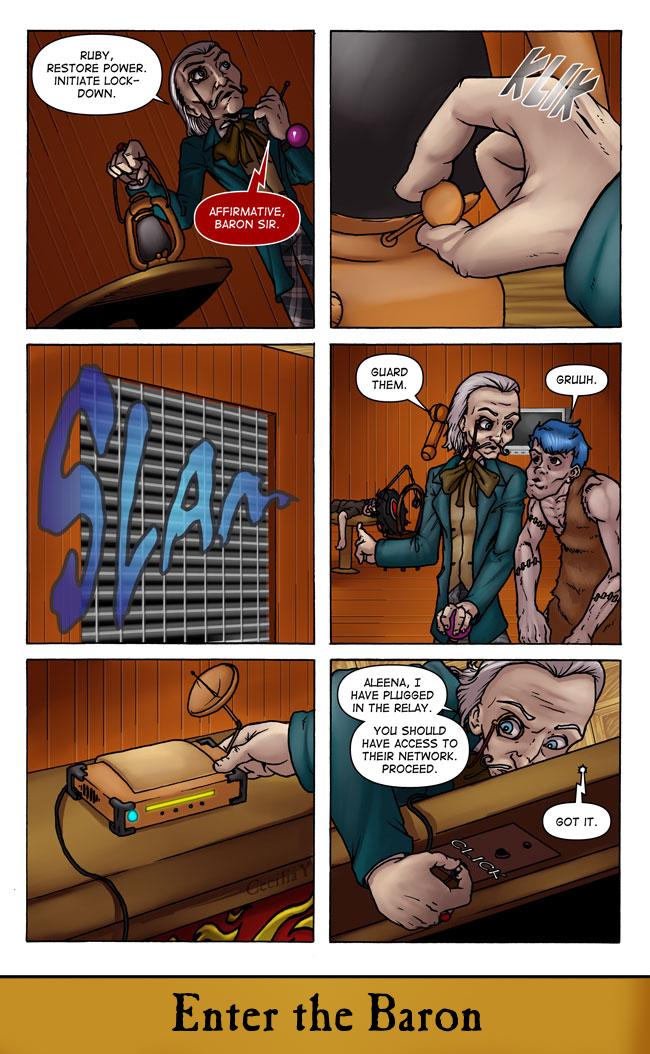 RUBY,
RESTORE POWER.
INITIATE LOCK-
DOWN.
AFFIRMATIVE,
BARON SIR.
KLIK
SLAM
GUARD
THEM.
GRUUH.
CeciliaY
ALEENA, I
HAVE PLUGGED
IN THE RELAY.
YOU SHOULD
HAVE ACCESS TO
THEIR NETWORK.
PROCEED.
GOT IT.
CLICK
Enter the Baron